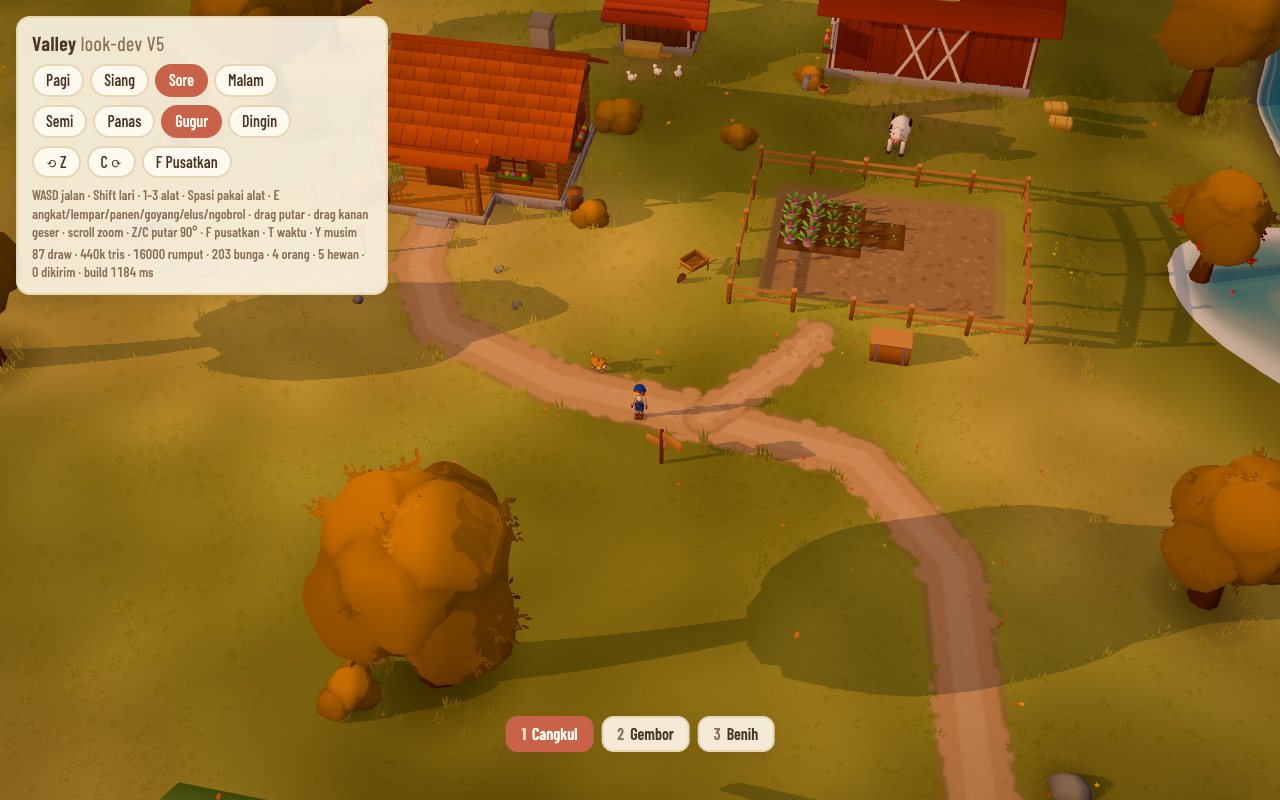 Valley look-dev V5
Pagi Siang Sore Malam
Semi Panas Gugur Dingin
⟲ Z C ⟳ F Pusatkan
WASD jalan · Shift lari · 1–3 alat · Spasi pakai alat · E
angkat/lempar/panen/goyang/elus/ngobrol · drag putar · drag kanan
geser · scroll zoom · Z/C putar 90° · F pusatkan · T waktu · Y musim
87 draw · 440k tris · 16000 rumput · 203 bunga · 4 orang · 5 hewan ·
0 dikirim · build 1184 ms
1 Cangkul 2 Gembor 3 Benih